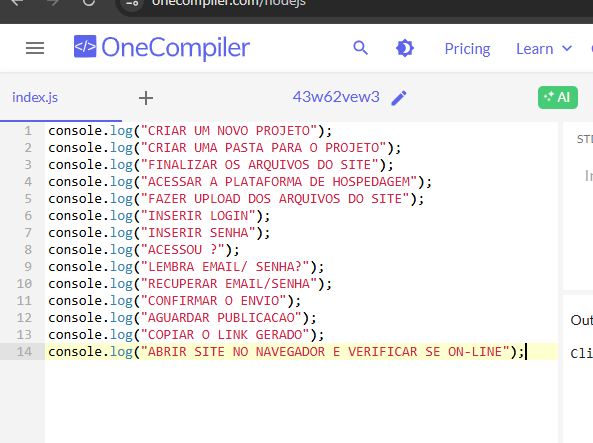 onecompiler.com/nodejs
</> OneCompiler
Pricing
Learn
index.js
+
43w62vew3
AI
1 console.log("CRIAR UM NOVO PROJETO");
2 console.log("CRIAR UMA PASTA PARA O PROJETO");
3 console.log("FINALIZAR OS ARQUIVOS DO SITE");
4 console.log("ACESSAR A PLATAFORMA DE HOSPEDAGEM");
5 console.log("FAZER UPLOAD DOS ARQUIVOS DO SITE");
6 console.log("INSERIR LOGIN");
7 console.log("INSERIR SENHA");
8 console.log("ACESSOU ?");
9 console.log("LEMBRA EMAIL/ SENHA?");
10 console.log("RECUPERAR EMAIL/SENHA");
11 console.log("CONFIRMAR O ENVIO");
12 console.log("AGUARDAR PUBLICACAO");
13 console.log("COPIAR O LINK GERADO");
14 console.log("ABRIR SITE NO NAVEGADOR E VERIFICAR SE ON-LINE");